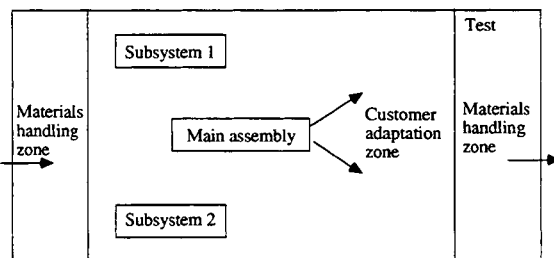 Materials
handling
zone
Subsystem 1
Main assembly
Subsystem 2
Customer
adaptation
zone
Test
Materials
handling
zone